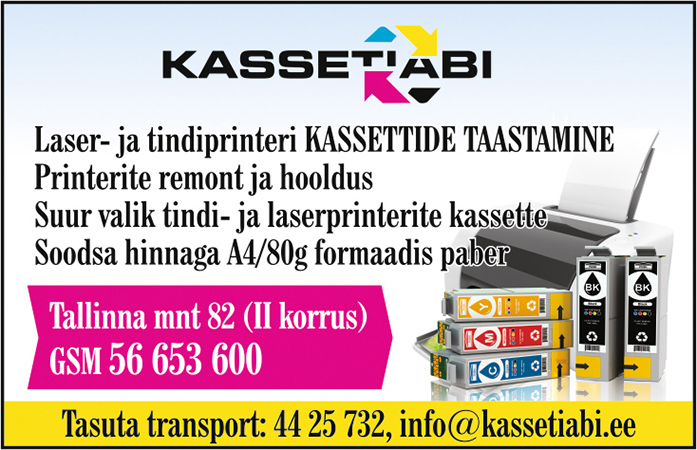 KASSETIABI
Laser- ja tindiprinteri KASSETTIDE TAASTAMINE
Printerite remont ja hooldus
Suur valik tindi- ja laserprinterite kassette
Soodsa hinnaga A4/80g formaadis paber
Tallinna mnt 82 (II korrus)
GSM 56 653 600
Y
M
C
BK
BK
Tasuta transport: 44 25 732, info@kassetiabi.ee